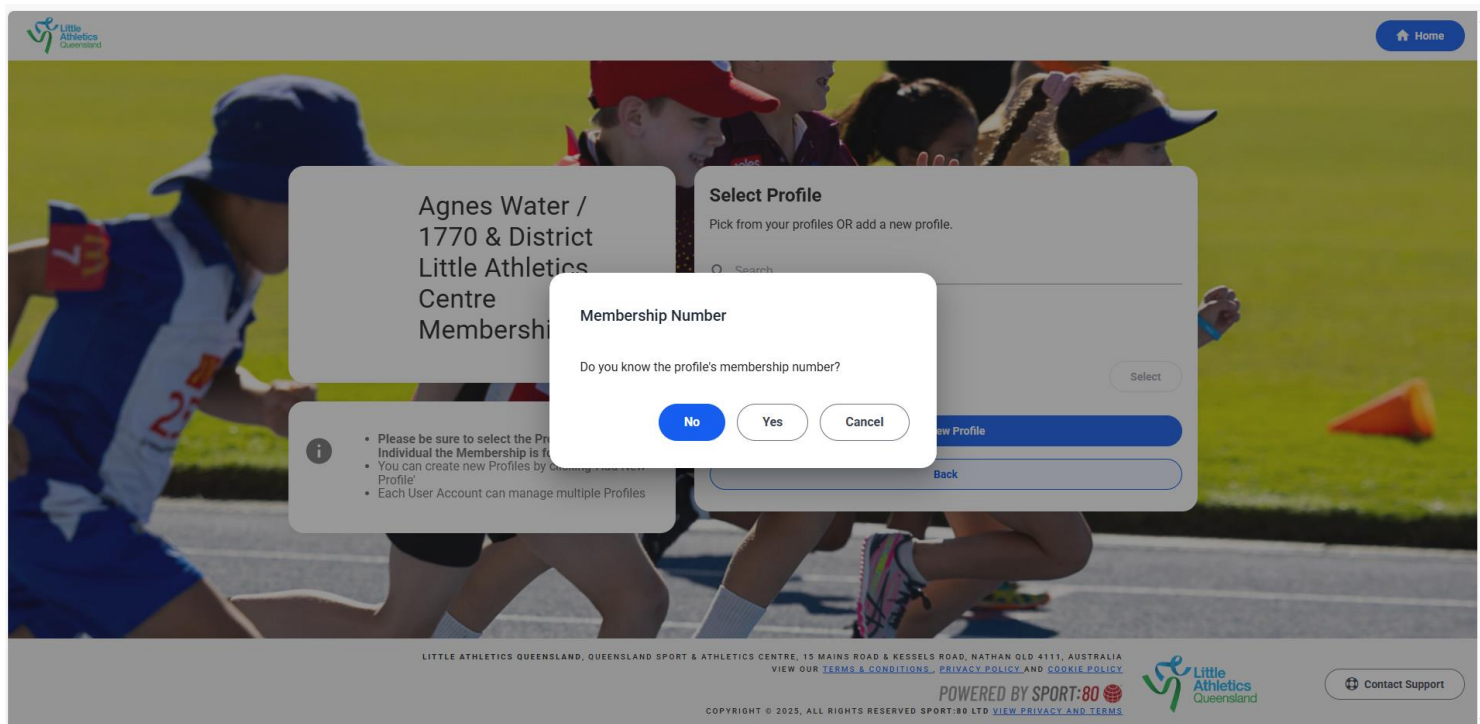 Little
Athletics
Queensland
Home
Agnes Water /
1770 & District
Little Athletics
Centre
Select Profile
Pick from your profiles OR add a new profile.
Search
Select
Profile
Back
Membership Number
Do you know the profile's membership number?
No
Yes
Cancel
Please be sure to select the
Individual the Membership is
You can create new Profiles by clicking 'Add New
Profile'
Each User Account can manage multiple Profiles
7
LITTLE ATHLETICS QUEENSLAND, QUEENSLAND SPORT & ATHLETICS CENTRE, 15 MAINS ROAD & KESSELS ROAD, NATHAN QLD 4111, AUSTRALIA
VIEW OUR TERMS & CONDITIONS , PRIVACY POLICY AND COOKIE POLICY
POWERED BY SPORT:80
COPYRIGHT © 2025, ALL RIGHTS RESERVED SPORT:80 LTD VIEW PRIVACY AND TERMS
Little
Athletics
Queensland
Contact Support